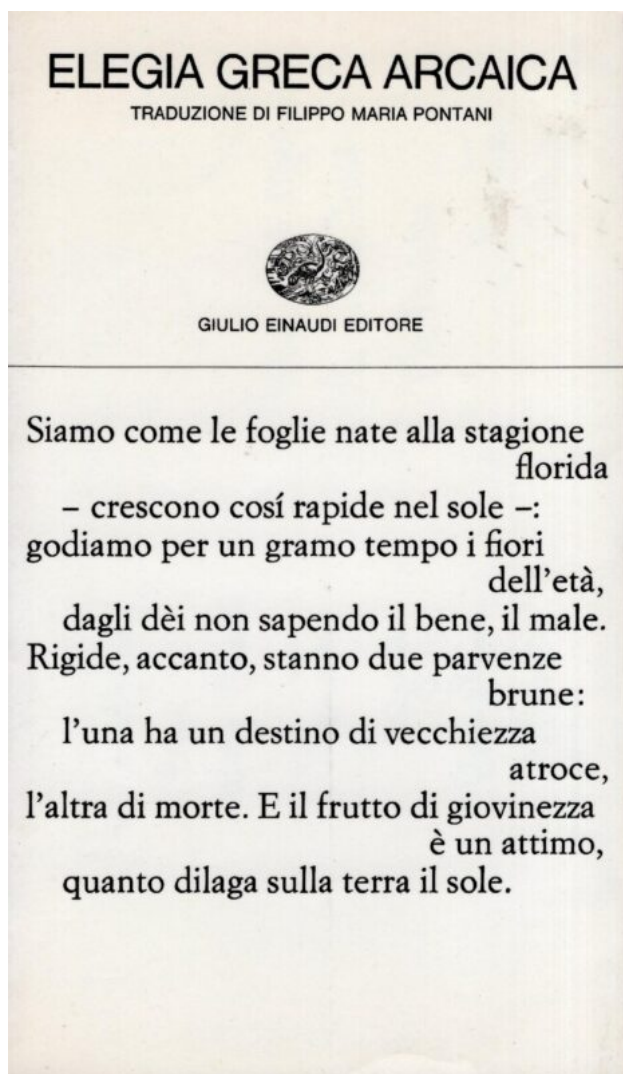 ELEGIA GRECA ARCAICA
TRADUZIONE DI FILIPPO MARIA PONTANI
GIULIO EINAUDI EDITORE
Siamo come le foglie nate alla stagione
florida
– crescono cosí rapide nel sole –:
godiamo per un gramo tempo i fiori
dell'età,
dagli dèi non sapendo il bene, il male.
Rigide, accanto, stanno due parvenze
brune:
l'una ha un destino di vecchiezza
atroce,
l'altra di morte. E il frutto di giovinezza
è un attimo,
quanto dilaga sulla terra il sole.